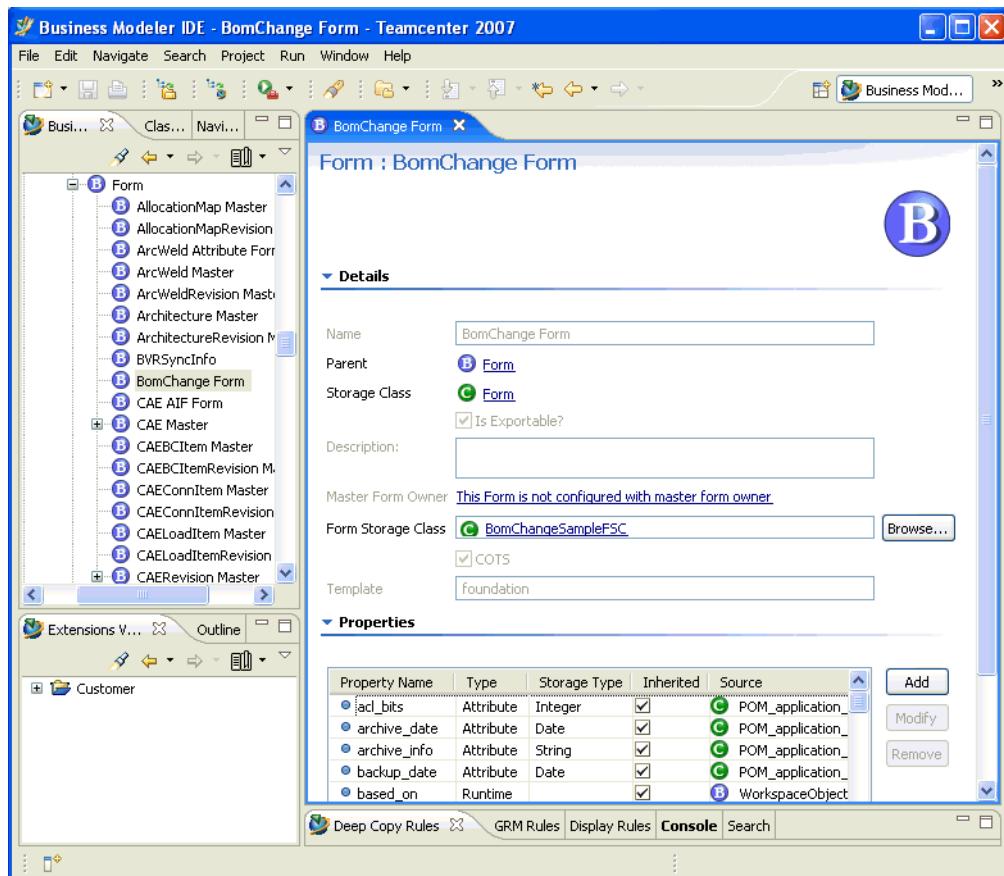 Business Modeler IDE - BomChange Form - Teamcenter 2007
File Edit Navigate Search Project Run Window Help
Business Mod... »
Busi... Clas... Navi...
BomChange Form
Form : BomChange Form
Form
AllocationMap Master
AllocationMapRevision
ArcWeld Attribute For
ArcWeld Master
ArcWeldRevision Mast
Architecture Master
ArchitectureRevision M
BVRSyncInfo
BomChange Form
CAE AIF Form
CAE Master
CAEBCItem Master
CAEBCItemRevision M
CAEConnItem Master
CAEConnItemRevision
CAELoadItem Master
CAELoadItemRevision
CAERevision Master
B
Details
Name BomChange Form
Parent B Form
Storage Class C Form
Is Exportable?
Description:
Master Form Owner This Form is not configured with master form owner
Form Storage Class C BomChangeSampleFSC Browse...
COTS
Template foundation
Properties
Property Name Type Storage Type Inherited Source
acl_bits Attribute Integer C POM_application_
archive_date Attribute Date C POM_application_
archive_info Attribute String C POM_application_
backup_date Attribute Date C POM_application_
based_on Runtime B WorkspaceObject
Add
Modify
Remove
Extensions V... Outline
Customer
Deep Copy Rules GRM Rules Display Rules Console Search